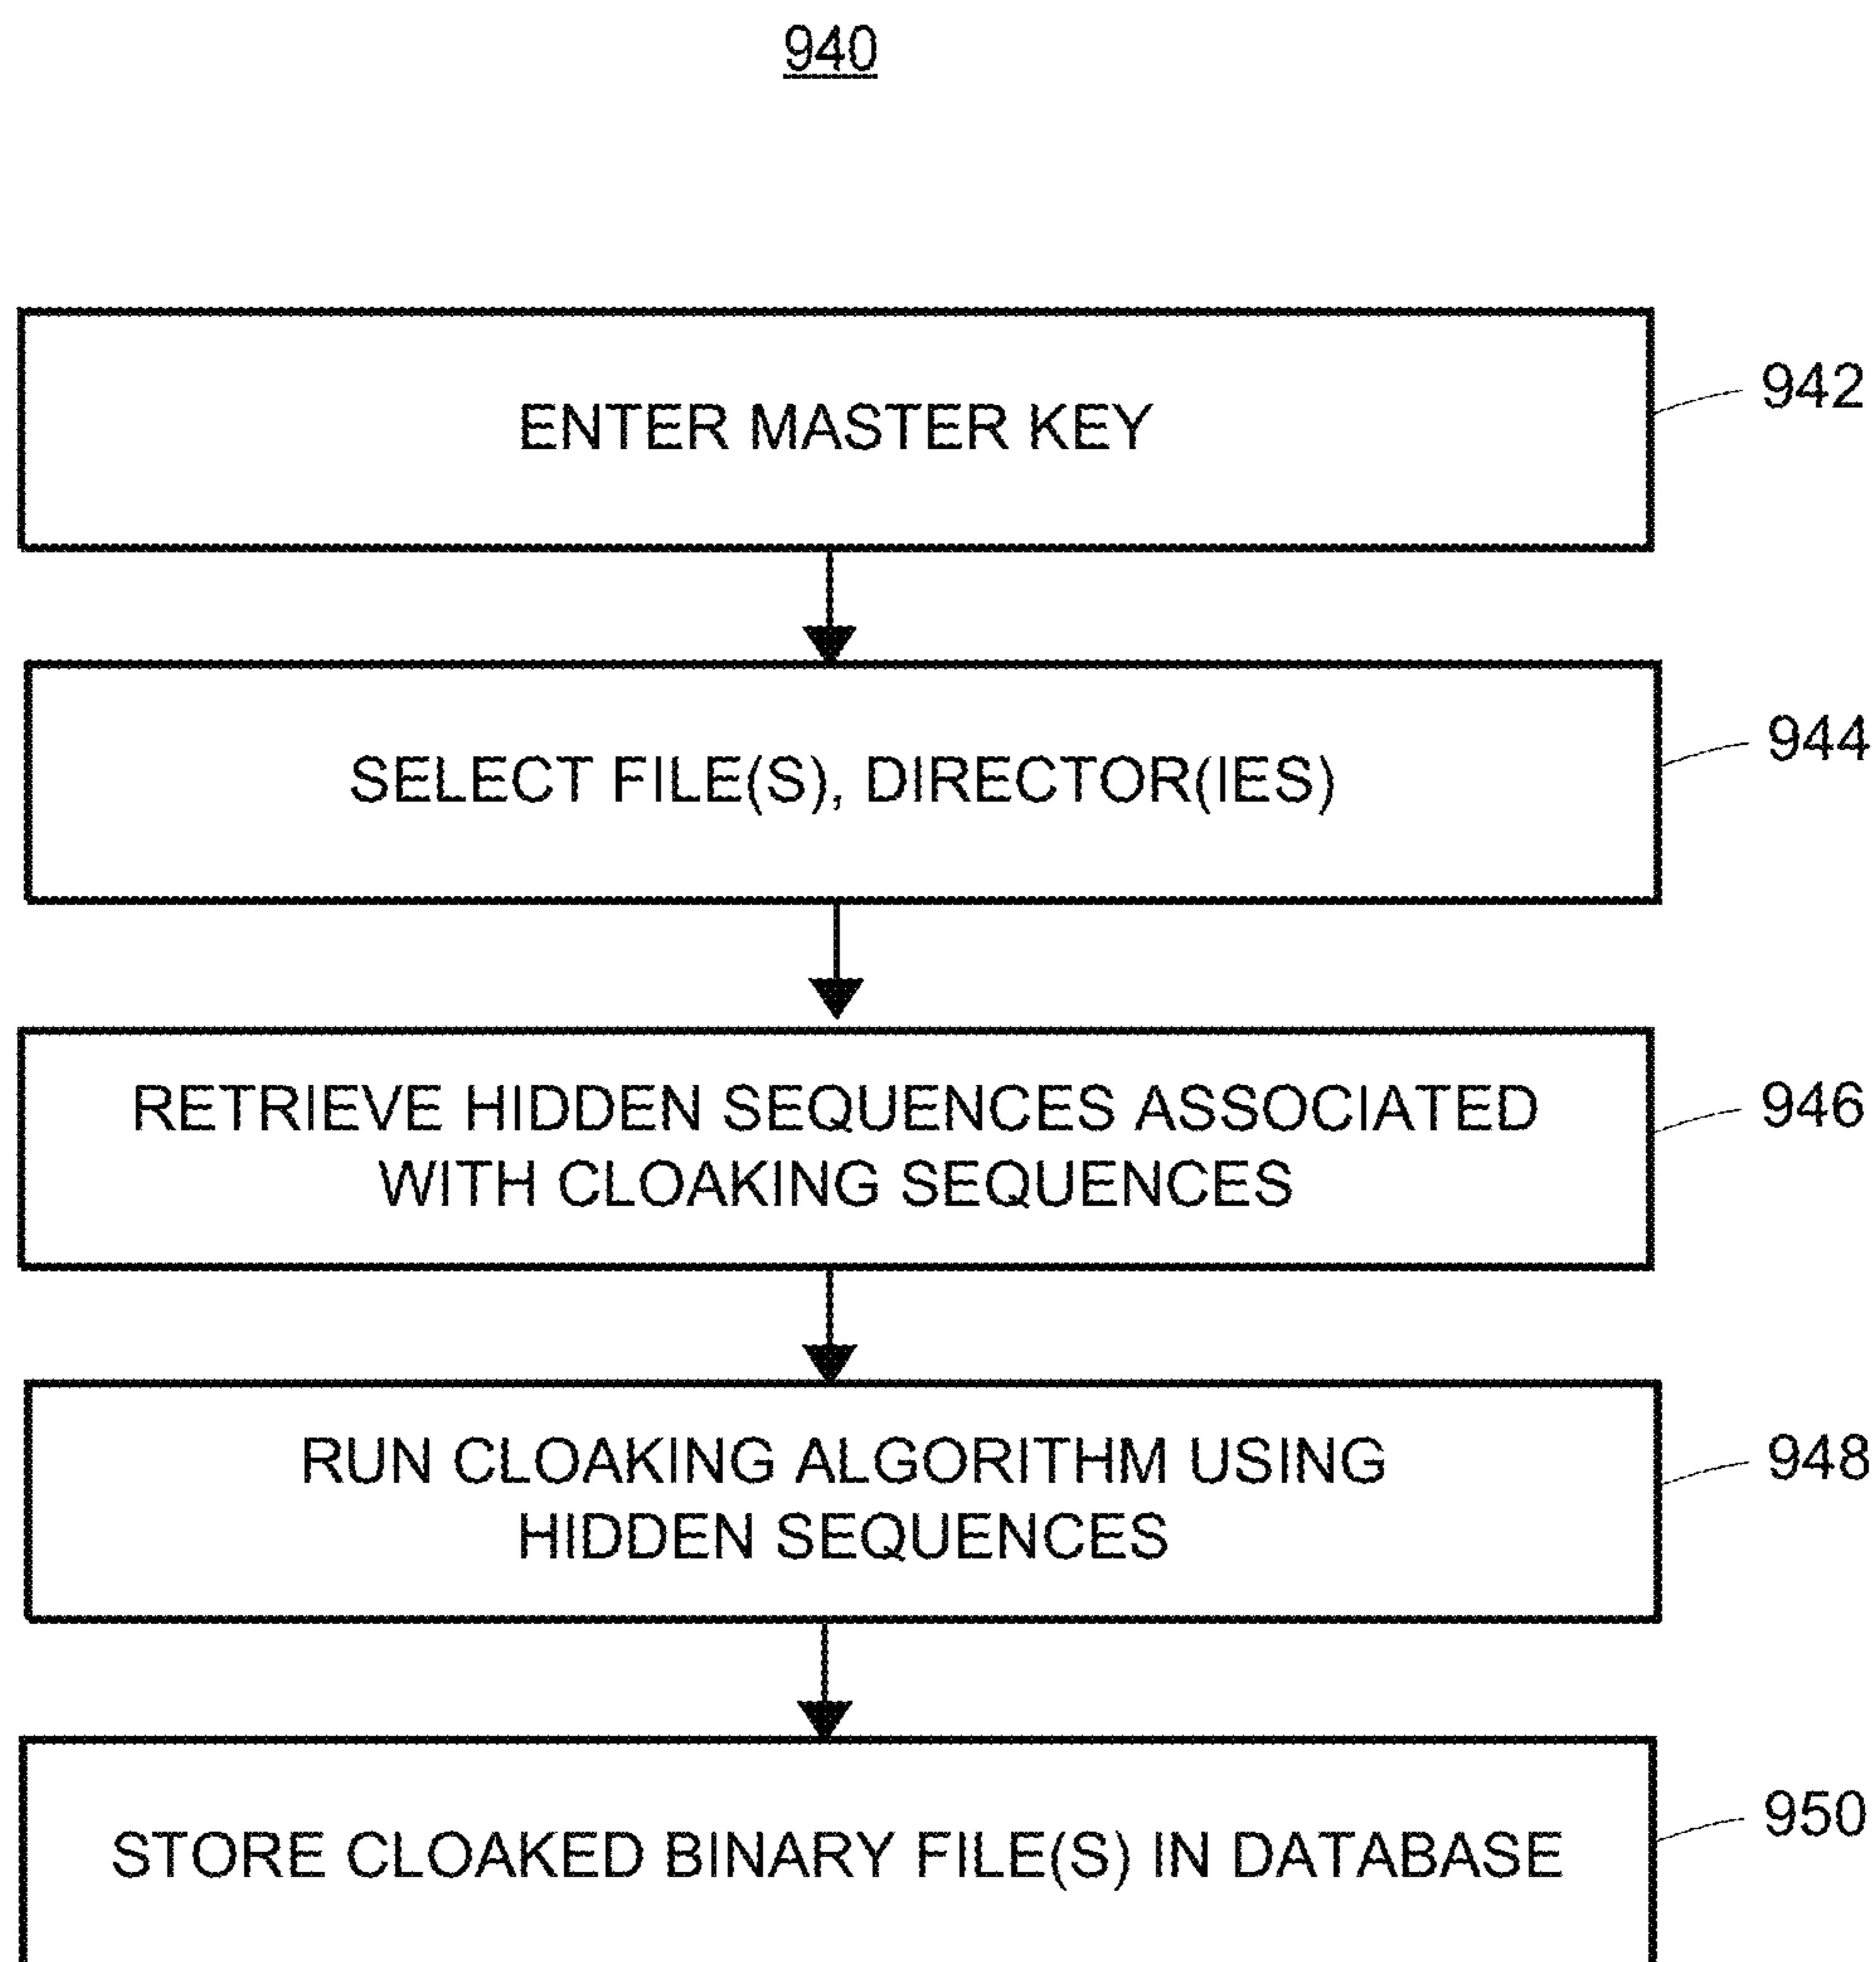 940
ENTER MASTER KEY
942
SELECT FILE(S), DIRECTOR(IES)
944
RETRIEVE HIDDEN SEQUENCES ASSOCIATED
WITH CLOAKING SEQUENCES
946
RUN CLOAKING ALGORITHM USING
HIDDEN SEQUENCES
948
STORE CLOAKED BINARY FILE(S) IN DATABASE
950